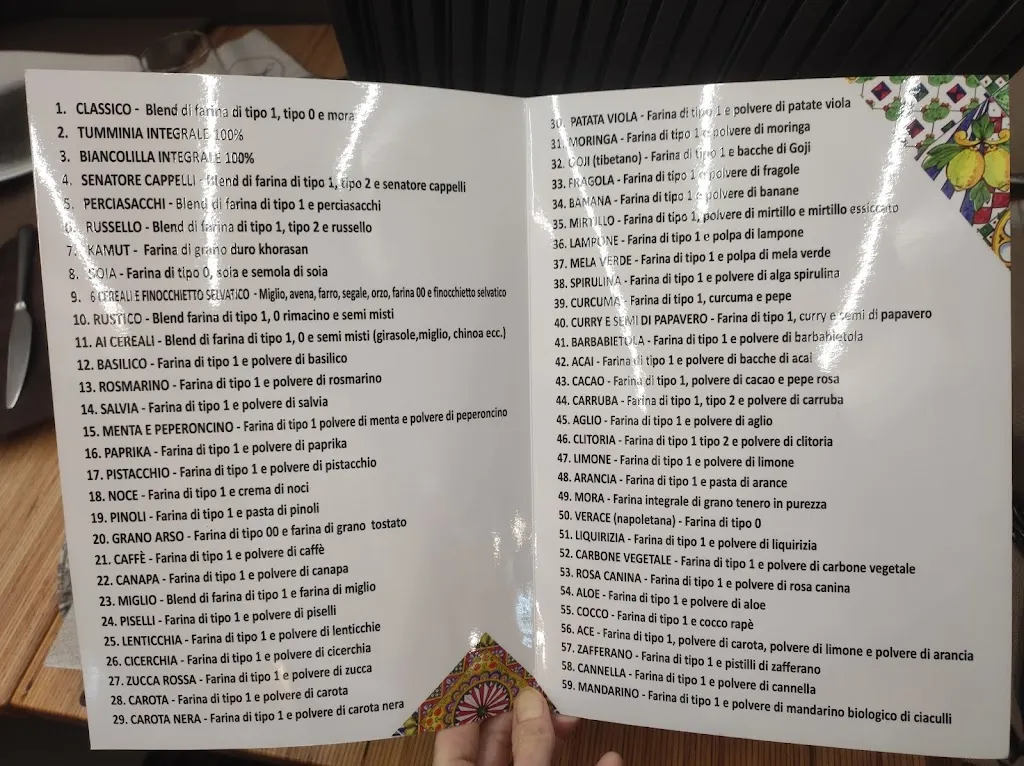 1. CLASSICO - Blend di farina di tipo 1, tipo 0 e mora
2. TUMMINIA INTEGRALE 100%
3. BIANCOLILLA INTEGRALE 100%
4. SENATORE CAPPELLI - Blend di farina di tipo 1, tipo 2 e senatore cappelli
5. PERCIASACCHI - Blend di farina di tipo 1 e perciasacchi
6. RUSSELLO - Blend di farina di tipo 1, tipo 2 e russello
7. KAMUT - Farina di grano duro khorasan
8. SOIA - Farina di tipo 0, soia e semola di soia
9. 6 CEREALI E FINOCCHIETTO SELVATICO - Miglio, avena, farro, segale, orzo, farina 00 e finocchietto selvatico
10. RUSTICO - Blend farina di tipo 1, 0 rimacino e semi misti
11. AI CEREALI - Blend di farina di tipo 1, 0 e semi misti (girasole,miglio, chinoa ecc.)
12. BASILICO - Farina di tipo 1 e polvere di basilico
13. ROSMARINO - Farina di tipo 1 e polvere di rosmarino
14. SALVIA - Farina di tipo 1 e polvere di salvia
15. MENTA E PEPERONCINO - Farina di tipo 1 polvere di menta e polvere di peperoncino
16. PAPRIKA - Farina di tipo 1 e polvere di paprika
17. PISTACCHIO - Farina di tipo 1 e polvere di pistacchio
18. NOCE - Farina di tipo 1 e crema di noci
19. PINOLI - Farina di tipo 1 e pasta di pinoli
20. GRANO ARSO - Farina di tipo 00 e farina di grano tostato
21. CAFFÈ - Farina di tipo 1 e polvere di caffè
22. CANAPA - Farina di tipo 1 e polvere di canapa
23. MIGLIO - Blend di farina di tipo 1 e farina di miglio
24. PISELLI - Farina di tipo 1 e polvere di piselli
25. LENTICCHIA - Farina di tipo 1 e polvere di lenticchie
26. CICERCHIA - Farina di tipo 1 e polvere di cicerchia
27. ZUCCA ROSSA - Farina di tipo 1 e polvere di zucca
28. CAROTA - Farina di tipo 1 e polvere di carota
29. CAROTA NERA - Farina di tipo 1 e polvere di carota nera
30. PATATA VIOLA - Farina di tipo 1 e polvere di patate viola
31. MORINGA - Farina di tipo 1 e polvere di moringa
32. GOJI (tibetano) - Farina di tipo 1 e bacche di Goji
33. FRAGOLA - Farina di tipo 1 e polvere di fragole
34. BANANA - Farina di tipo 1 e polvere di banane
35. MIRTILLO - Farina di tipo 1, polvere di mirtillo e mirtillo essiccato
36. LAMPONE - Farina di tipo 1 e polpa di lampone
37. MELA VERDE - Farina di tipo 1 e polpa di mela verde
38. SPIRULINA - Farina di tipo 1 e polvere di alga spirulina
39. CURCUMA - Farina di tipo 1, curcuma e pepe
40. CURRY E SEMI DI PAPAVERO - Farina di tipo 1, curry e semi di papavero
41. BARBABIETOLA - Farina di tipo 1 e polvere di barbabietola
42. ACAI - Farina di tipo 1 e polvere di bacche di acai
43. CACAO - Farina di tipo 1, polvere di cacao e pepe rosa
44. CARRUBA - Farina di tipo 1, tipo 2 e polvere di carruba
45. AGLIO - Farina di tipo 1 e polvere di aglio
46. CLITORIA - Farina di tipo 1 tipo 2 e polvere di clitoria
47. LIMONE - Farina di tipo 1 e polvere di limone
48. ARANCIA - Farina di tipo 1 e pasta di arance
49. MORA - Farina integrale di grano tenero in purezza
50. VERACE (napoletana) - Farina di tipo 0
51. LIQUIRIZIA - Farina di tipo 1 e polvere di liquirizia
52. CARBONE VEGETALE - Farina di tipo 1 e polvere di carbone vegetale
53. ROSA CANINA - Farina di tipo 1 e polvere di rosa canina
54. ALOE - Farina di tipo 1 e polvere di aloe
55. COCCO - Farina di tipo 1 e cocco rapè
56. ACE - Farina di tipo 1, polvere di carota, polvere di limone e polvere di arancia
57. ZAFFERANO - Farina di tipo 1 e pistilli di zafferano
58. CANNELLA - Farina di tipo 1 e polvere di cannella
59. MANDARINO - Farina di tipo 1 e polvere di mandarino biologico di ciaculli